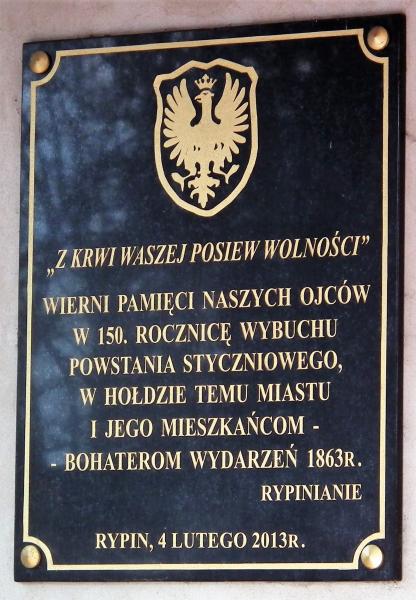 „Z KRWI WASZEJ POSIEW WOLNOŚCI”
WIERNI PAMIĘCI NASZYCH OJCÓW
W 150. ROCZNICĘ WYBUCHU
POWSTANIA STYCZNIOWEGO,
W HOŁDZIE TEMU MIASTU
I JEGO MIESZKAŃCOM -
- BOHATEROM WYDARZEŃ 1863R.
RYPINIANIE
RYPIN, 4 LUTEGO 2013R.